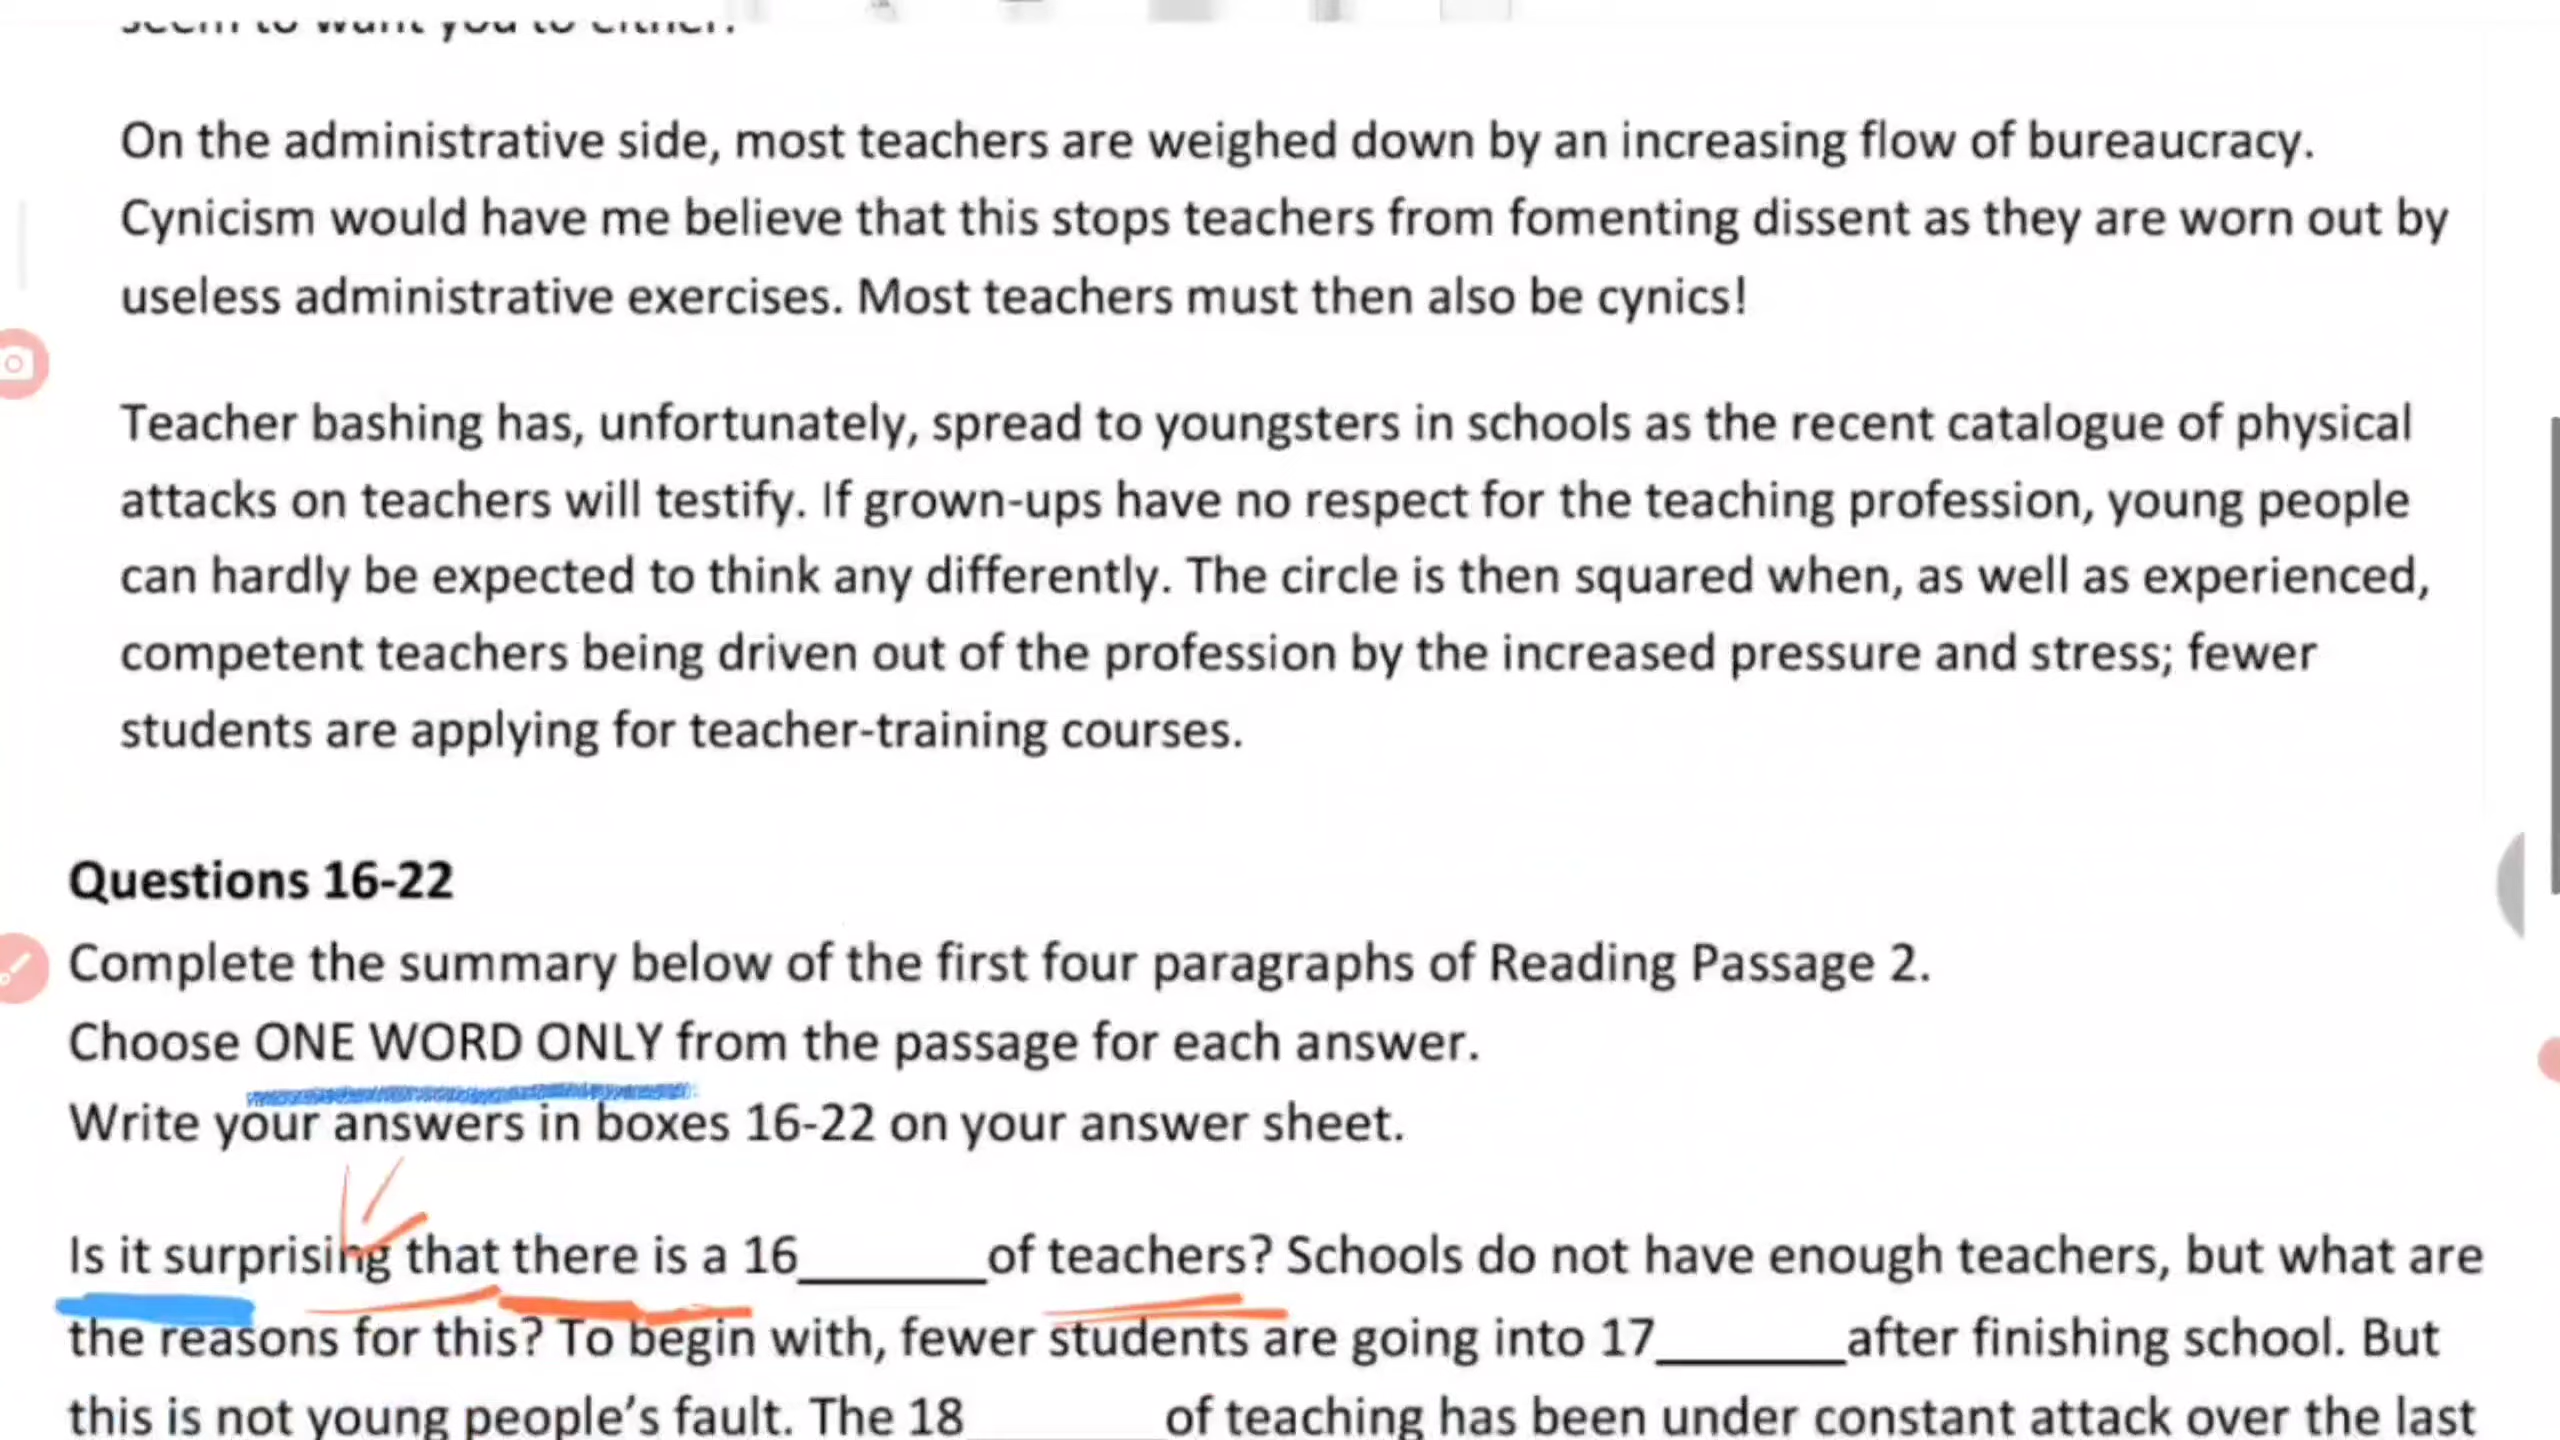 seem to want you to either.
On the administrative side, most teachers are weighed down by an increasing flow of bureaucracy.
Cynicism would have me believe that this stops teachers from fomenting dissent as they are worn out by
useless administrative exercises. Most teachers must then also be cynics!
Teacher bashing has, unfortunately, spread to youngsters in schools as the recent catalogue of physical
attacks on teachers will testify. If grown-ups have no respect for the teaching profession, young people
can hardly be expected to think any differently. The circle is then squared when, as well as experienced,
competent teachers being driven out of the profession by the increased pressure and stress; fewer
students are applying for teacher-training courses.
Questions 16-22
Complete the summary below of the first four paragraphs of Reading Passage 2.
Choose ONE WORD ONLY from the passage for each answer.
Write your answers in boxes 16-22 on your answer sheet.
Is it surprising that there is a 16_______of teachers? Schools do not have enough teachers, but what are
the reasons for this? To begin with, fewer students are going into 17_______after finishing school. But
this is not young people's fault. The 18_______of teaching has been under constant attack over the last